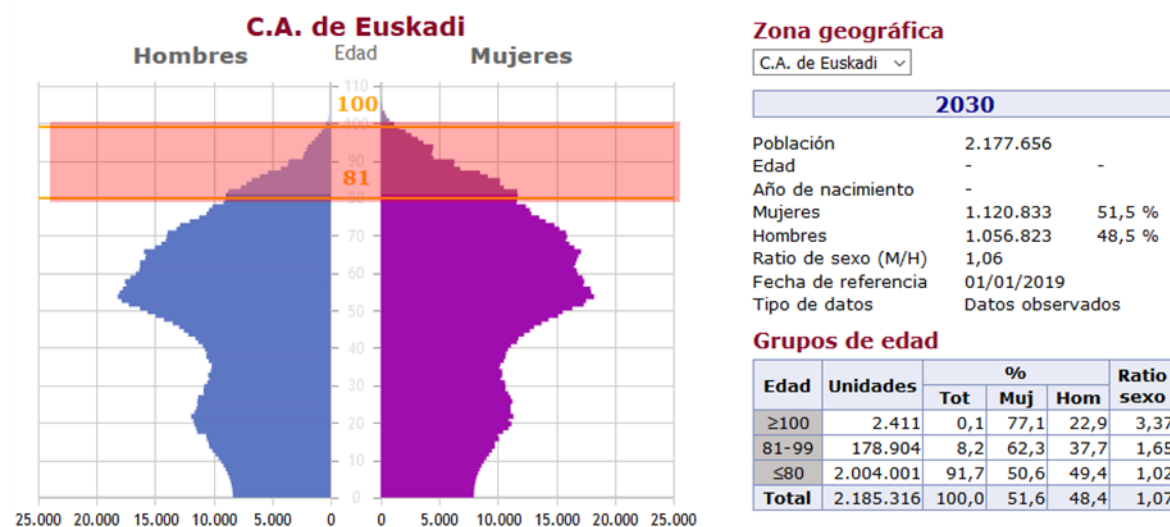 C.A. de Euskadi
Hombres Edad Mujeres
110
100
100
90
81
80
70
60
50
40
30
20
10
0
25.000 20.000 15.000 10.000 5.000 0 0 5.000 10.000 15.000 20.000 25.000
Zona geográfica
C.A. de Euskadi
2030
Población 2.177.656
Edad - -
Año de nacimiento -
Mujeres 1.120.833 51,5 %
Hombres 1.056.823 48,5 %
Ratio de sexo (M/H) 1,06
Fecha de referencia 01/01/2019
Tipo de datos Datos observados
Grupos de edad
Edad Unidades % Ratio sexo
Tot Muj Hom
≥100 2.411 0,1 77,1 22,9 3,37
81-99 178.904 8,2 62,3 37,7 1,65
≤80 2.004.001 91,7 50,6 49,4 1,02
Total 2.185.316 100,0 51,6 48,4 1,07